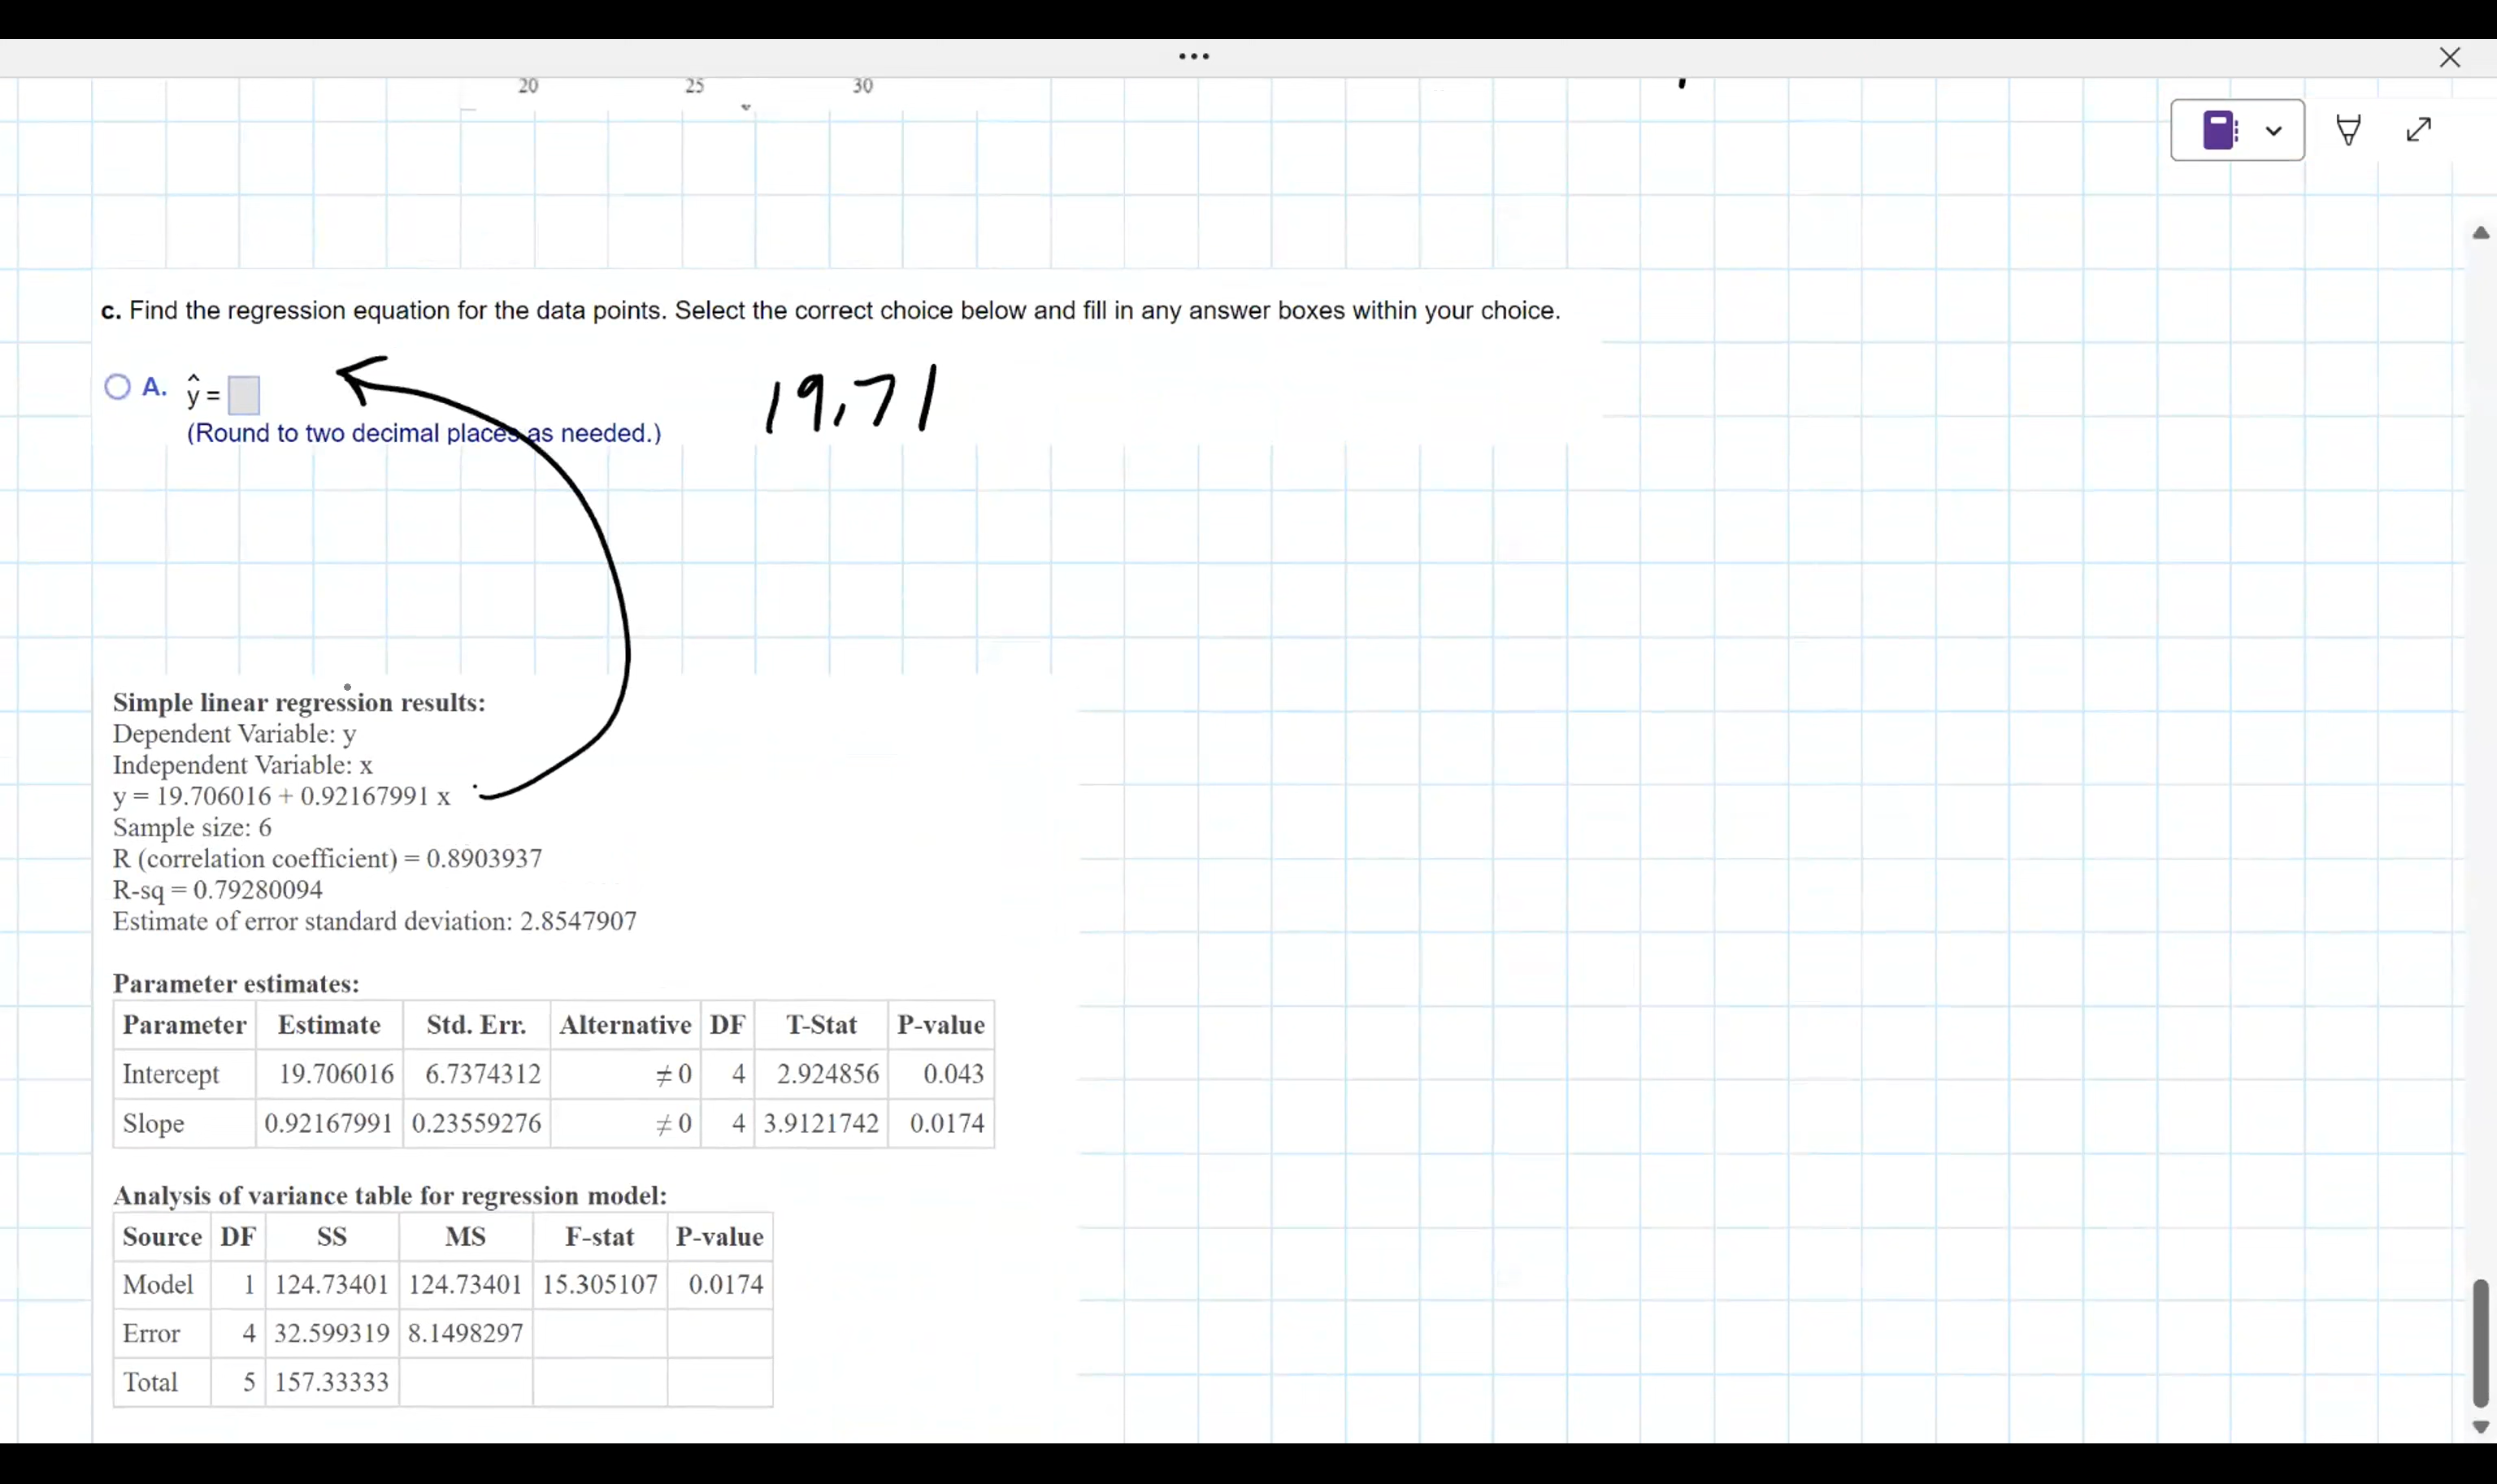 20 25 30
c. Find the regression equation for the data points. Select the correct choice below and fill in any answer boxes within your choice.
A. ŷ =
(Round to two decimal places as needed.)
19.71
Simple linear regression results:
Dependent Variable: y
Independent Variable: x
y = 19.706016 + 0.92167991 x
Sample size: 6
R (correlation coefficient) = 0.8903937
R-sq = 0.79280094
Estimate of error standard deviation: 2.8547907
Parameter estimates:
Parameter Estimate Std. Err. Alternative DF T-Stat P-value
Intercept 19.706016 6.7374312 ≠ 0 4 2.924856 0.043
Slope 0.92167991 0.23559276 ≠ 0 4 3.9121742 0.0174
Analysis of variance table for regression model:
Source DF SS MS F-stat P-value
Model 1 124.73401 124.73401 15.305107 0.0174
Error 4 32.599319 8.1498297
Total 5 157.33333